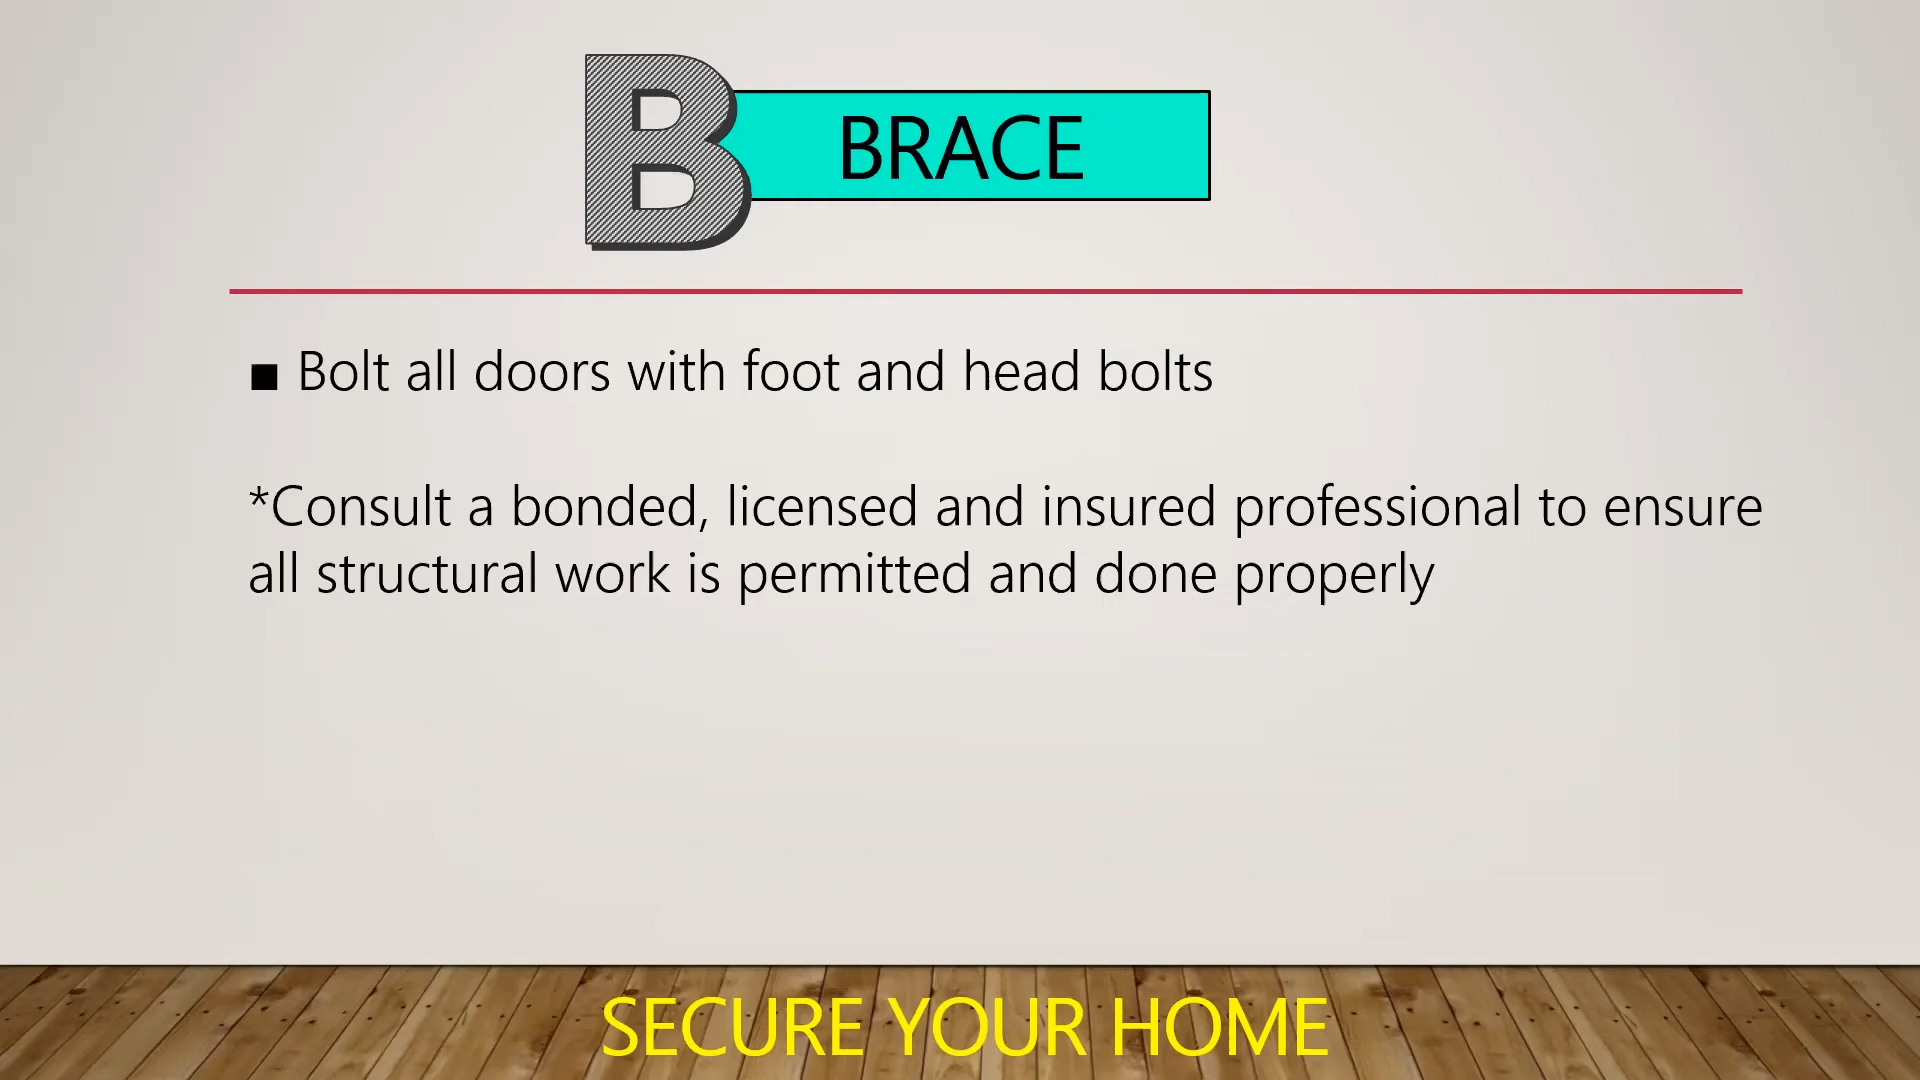 B BRACE
■ Bolt all doors with foot and head bolts
*Consult a bonded, licensed and insured professional to ensure
all structural work is permitted and done properly
SECURE YOUR HOME